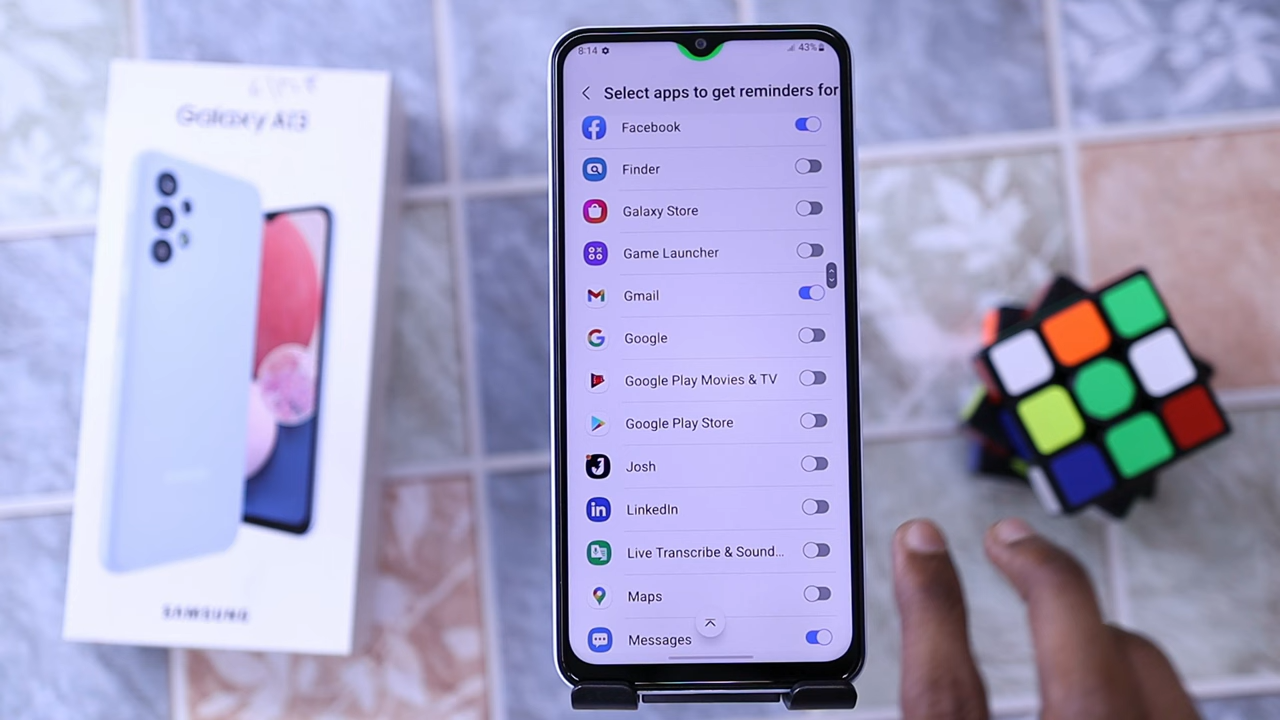 Galaxy A13
SAMSUNG
8:14
43%
Select apps to get reminders for
Facebook
Finder
Galaxy Store
Game Launcher
Gmail
Google
Google Play Movies & TV
Google Play Store
Josh
LinkedIn
Live Transcribe & Sound...
Maps
Messages